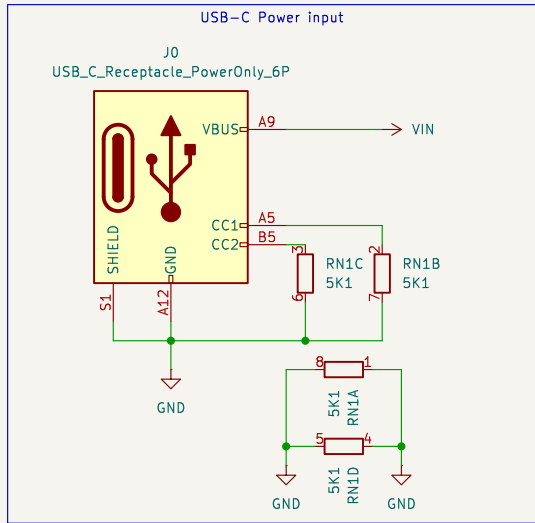 USB-C Power input
J0
USB_C_Receptacle_PowerOnly_6P
VBUS
A9
VIN
CC1
A5
CC2
B5
SHIELD
GND
S1
A12
3
RN1C
5K1
6
2
RN1B
5K1
7
GND
8
1
5K1
RN1A
5
4
5K1
RN1D
GND
GND